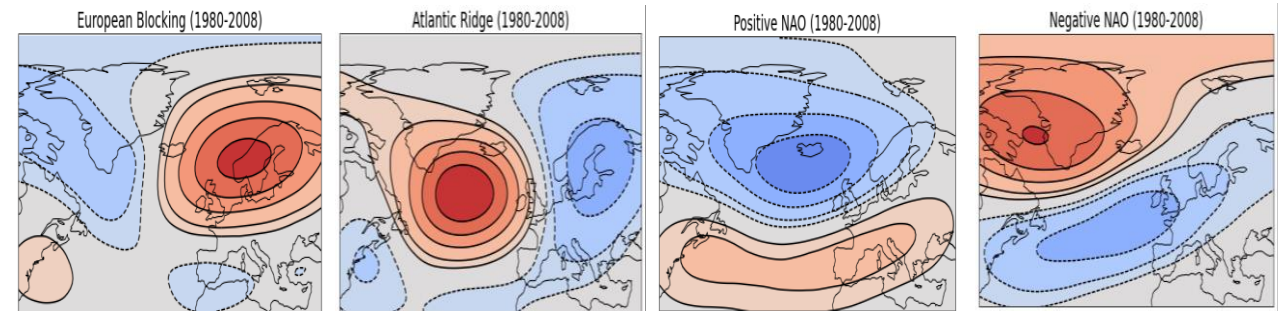 European Blocking (1980-2008)
Atlantic Ridge (1980-2008)
Positive NAO (1980-2008)
Negative NAO (1980-2008)